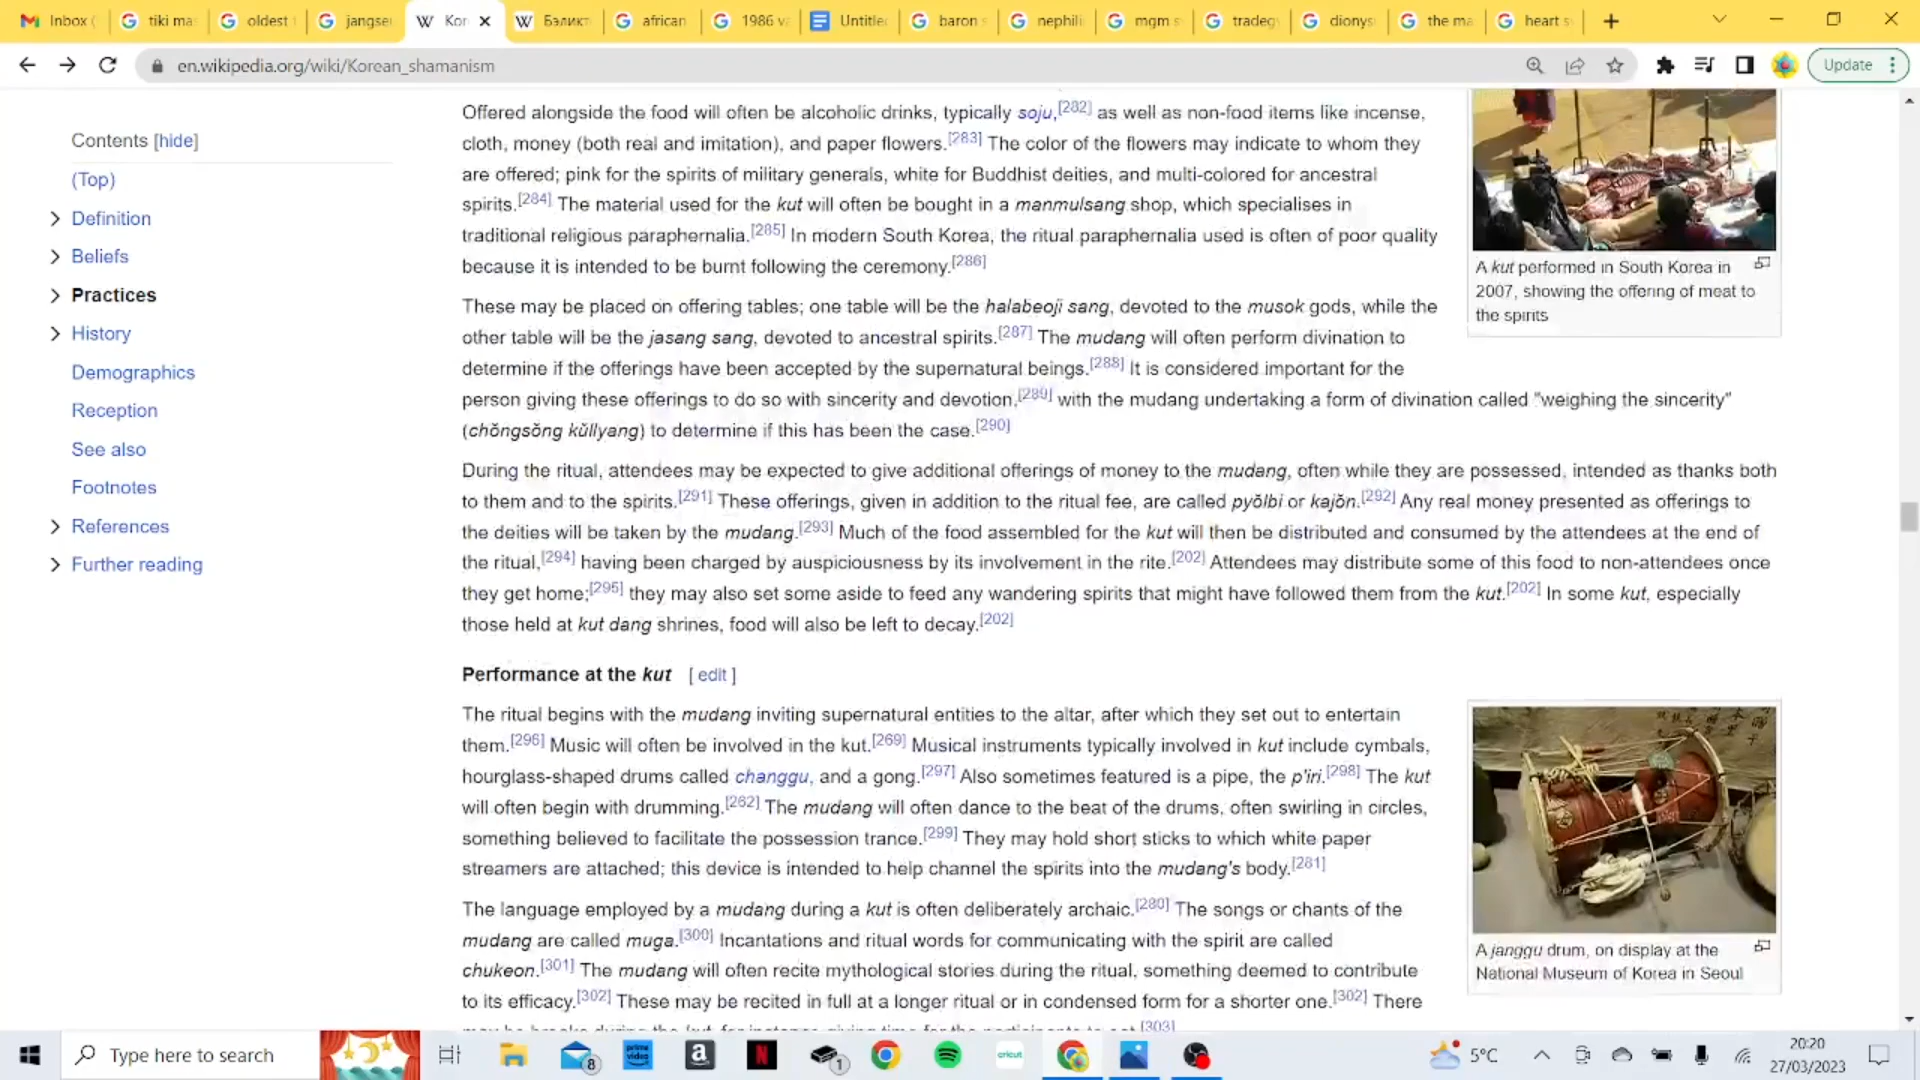 Inbox (
tiki ma
oldest
jangse
Kor
Бэликт
african
1986 v
Untitle
baron s
nephili
mgm s
tradeg
dionys
the ma
heart s
en.wikipedia.org/wiki/Korean_shamanism
Update
Contents [hide]
(Top)
Definition
Beliefs
Practices
History
Demographics
Reception
See also
Footnotes
References
Further reading
Offered alongside the food will often be alcoholic drinks, typically soju,[282] as well as non-food items like incense,
cloth, money (both real and imitation), and paper flowers.[283] The color of the flowers may indicate to whom they
are offered; pink for the spirits of military generals, white for Buddhist deities, and multi-colored for ancestral
spirits.[284] The material used for the kut will often be bought in a manmulsang shop, which specialises in
traditional religious paraphernalia.[285] In modern South Korea, the ritual paraphernalia used is often of poor quality
because it is intended to be burnt following the ceremony.[286]
These may be placed on offering tables; one table will be the halabeoji sang, devoted to the musok gods, while the
other table will be the jasang sang, devoted to ancestral spirits.[287] The mudang will often perform divination to
determine if the offerings have been accepted by the supernatural beings.[288] It is considered important for the
person giving these offerings to do so with sincerity and devotion,[289] with the mudang undertaking a form of divination called "weighing the sincerity"
(chŏngsŏng kŭllyang) to determine if this has been the case.[290]
During the ritual, attendees may be expected to give additional offerings of money to the mudang, often while they are possessed, intended as thanks both
to them and to the spirits.[291] These offerings, given in addition to the ritual fee, are called pyŏlbi or kajŏn.[292] Any real money presented as offerings to
the deities will be taken by the mudang.[293] Much of the food assembled for the kut will then be distributed and consumed by the attendees at the end of
the ritual,[294] having been charged by auspiciousness by its involvement in the rite.[202] Attendees may distribute some of this food to non-attendees once
they get home;[295] they may also set some aside to feed any wandering spirits that might have followed them from the kut.[202] In some kut, especially
those held at kut dang shrines, food will also be left to decay.[202]
A kut performed in South Korea in
2007, showing the offering of meat to
the spirits
Performance at the kut [ edit ]
The ritual begins with the mudang inviting supernatural entities to the altar, after which they set out to entertain
them.[296] Music will often be involved in the kut.[269] Musical instruments typically involved in kut include cymbals,
hourglass-shaped drums called changgu, and a gong.[297] Also sometimes featured is a pipe, the p'iri.[298] The kut
will often begin with drumming.[262] The mudang will often dance to the beat of the drums, often swirling in circles,
something believed to facilitate the possession trance.[299] They may hold short sticks to which white paper
streamers are attached; this device is intended to help channel the spirits into the mudang's body.[281]
The language employed by a mudang during a kut is often deliberately archaic.[280] The songs or chants of the
mudang are called muga.[300] Incantations and ritual words for communicating with the spirit are called
chukeon.[301] The mudang will often recite mythological stories during the ritual, something deemed to contribute
to its efficacy.[302] These may be recited in full at a longer ritual or in condensed form for a shorter one.[302] There
may be breaks during the kut, for instance giving time for the participants to eat.[303]
A janggu drum, on display at the
National Museum of Korea in Seoul
Type here to search
8
prime video
a
N
1
cricut
5°C
20:20
27/03/2023